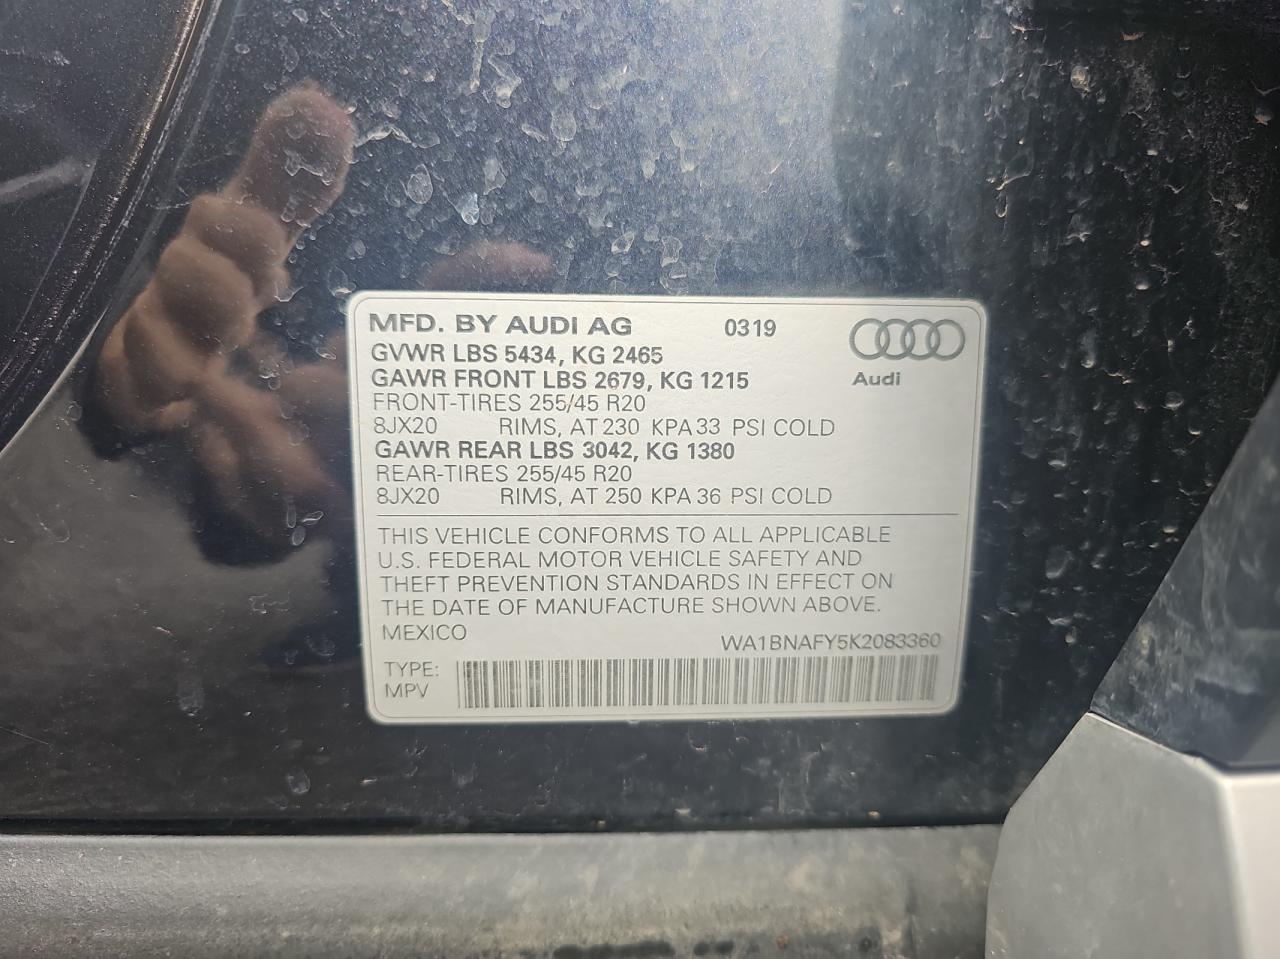 MFD. BY AUDI AG 0319
GVWR LBS 5434, KG 2465
GAWR FRONT LBS 2679, KG 1215
Audi
FRONT-TIRES 255/45 R20
8JX20 RIMS, AT 230 KPA 33 PSI COLD
GAWR REAR LBS 3042, KG 1380
REAR-TIRES 255/45 R20
8JX20 RIMS, AT 250 KPA 36 PSI COLD
THIS VEHICLE CONFORMS TO ALL APPLICABLE
U.S. FEDERAL MOTOR VEHICLE SAFETY AND
THEFT PREVENTION STANDARDS IN EFFECT ON
THE DATE OF MANUFACTURE SHOWN ABOVE.
MEXICO
WA1BNAFY5K2083360
TYPE:
MPV